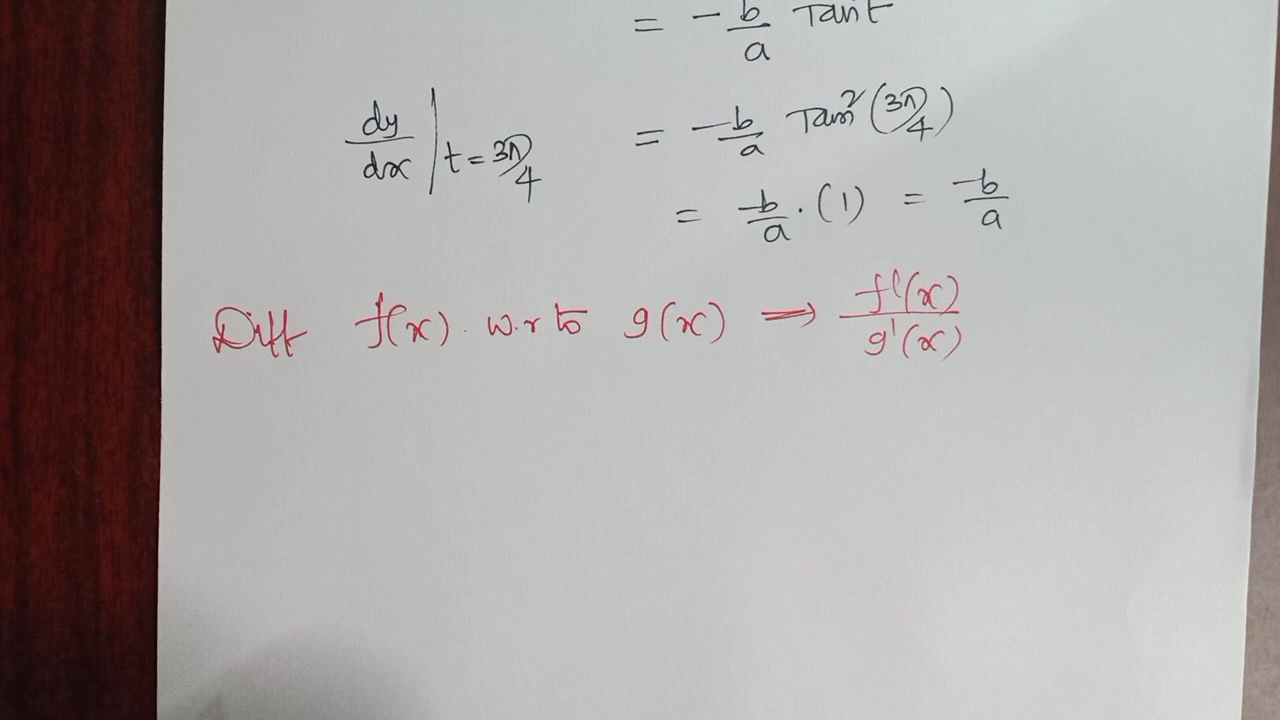 = - b/a Tan t
dy/dx | t = 3π/4 = -b/a Tan² (3π/4)
= -b/a . (1) = -b/a
Diff f(x). w.r to g(x) ⇒ f'(x)/g'(x)